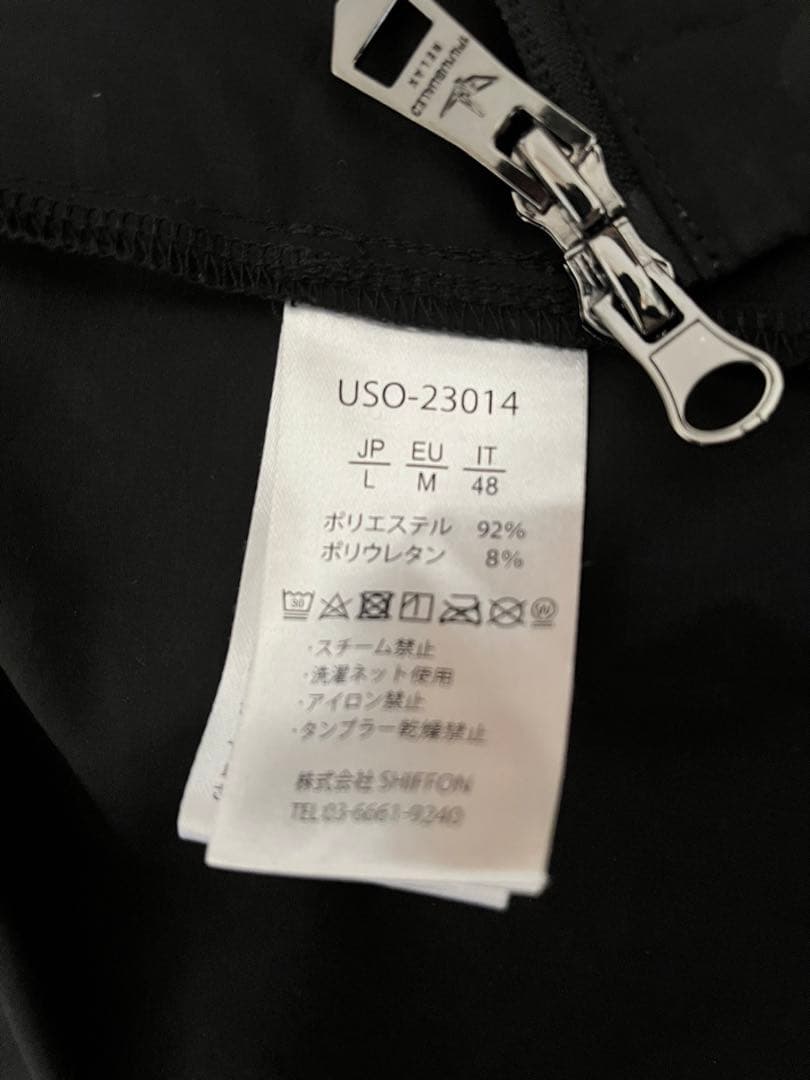 JUNRED
RELAX
USO-23014
JP EU IT
L M 48
ポリエステル 92%
ポリウレタン 8%
30 W
・スチーム禁止
・洗濯ネット使用
・アイロン禁止
・タンブラー乾燥禁止
株式会社 SHIFFON
TEL 03-6661-9240